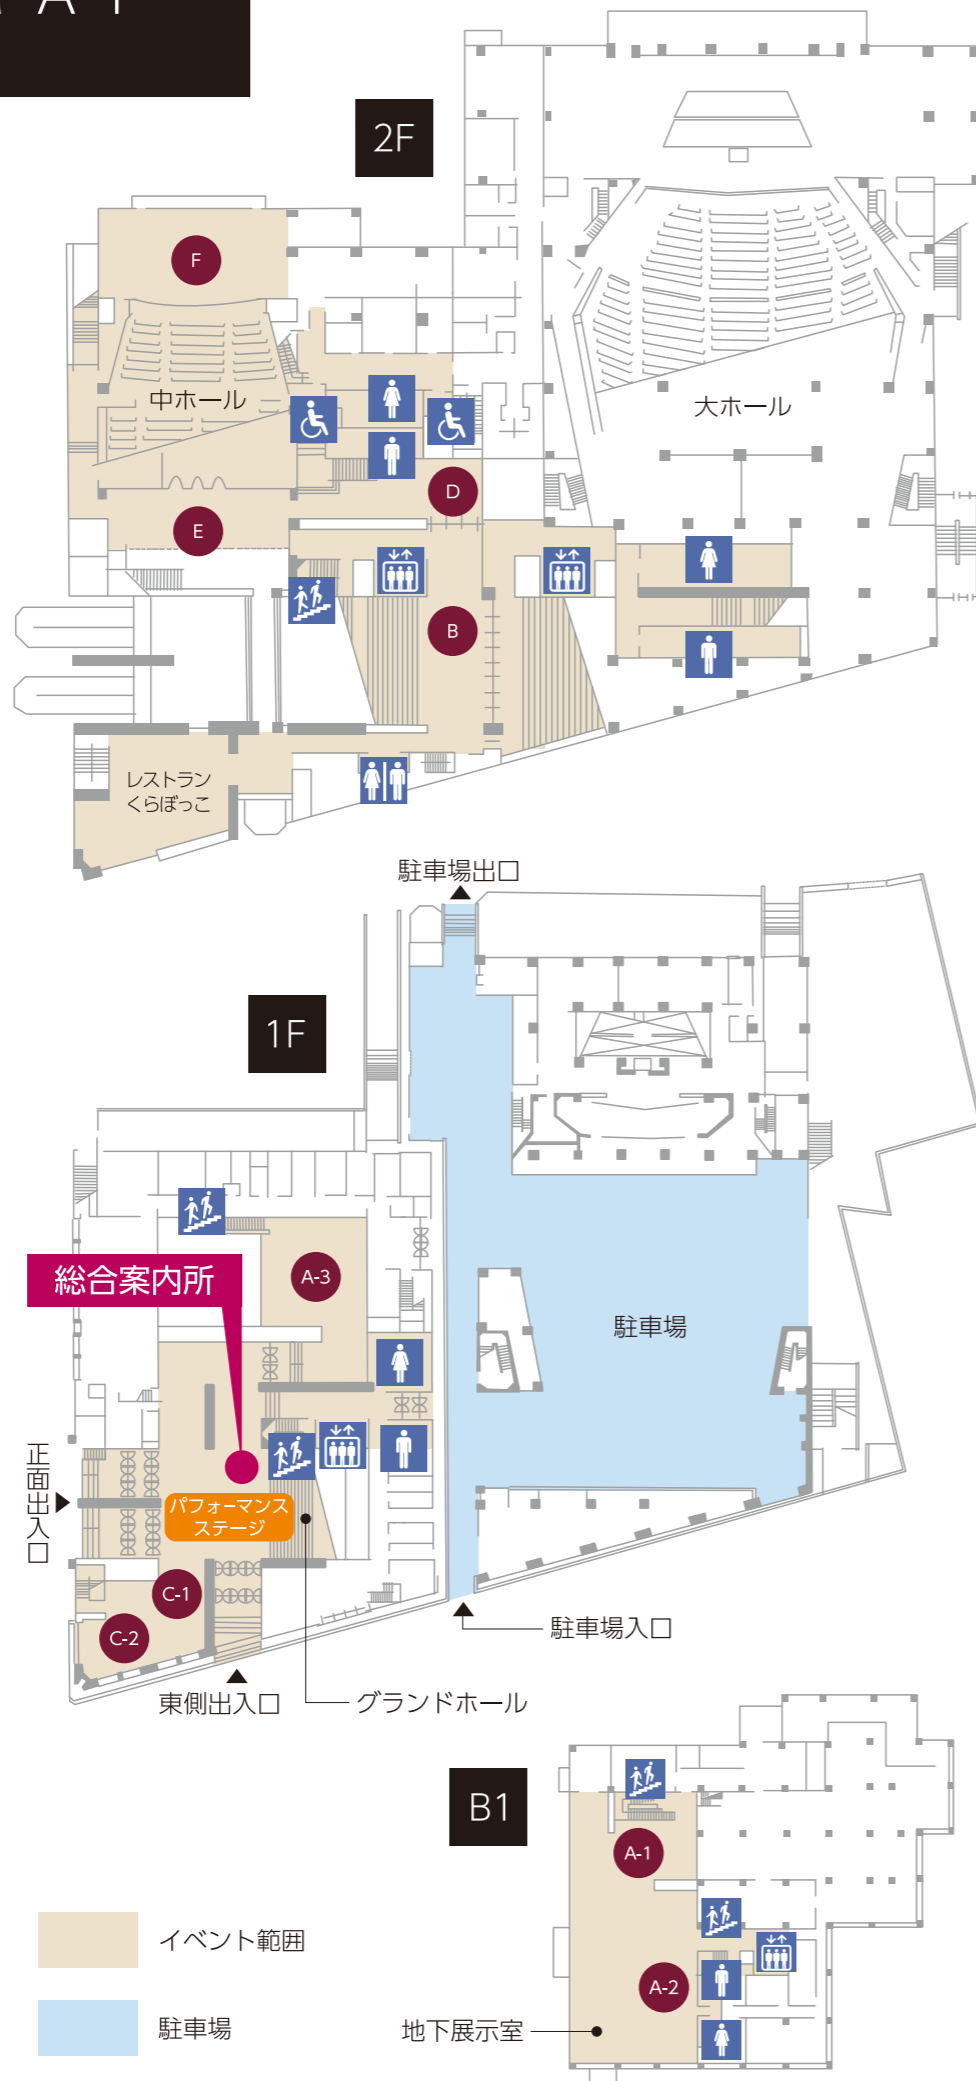 2F
F
中ホール
大ホール
D
E
B
レストラン
くらぼっこ
駐車場出口
1F
A-3
総合案内所
駐車場
正面出入口
パフォーマンス
ステージ
C-1
C-2
駐車場入口
東側出入口
グランドホール
B1
A-1
A-2
地下展示室
イベント範囲
駐車場